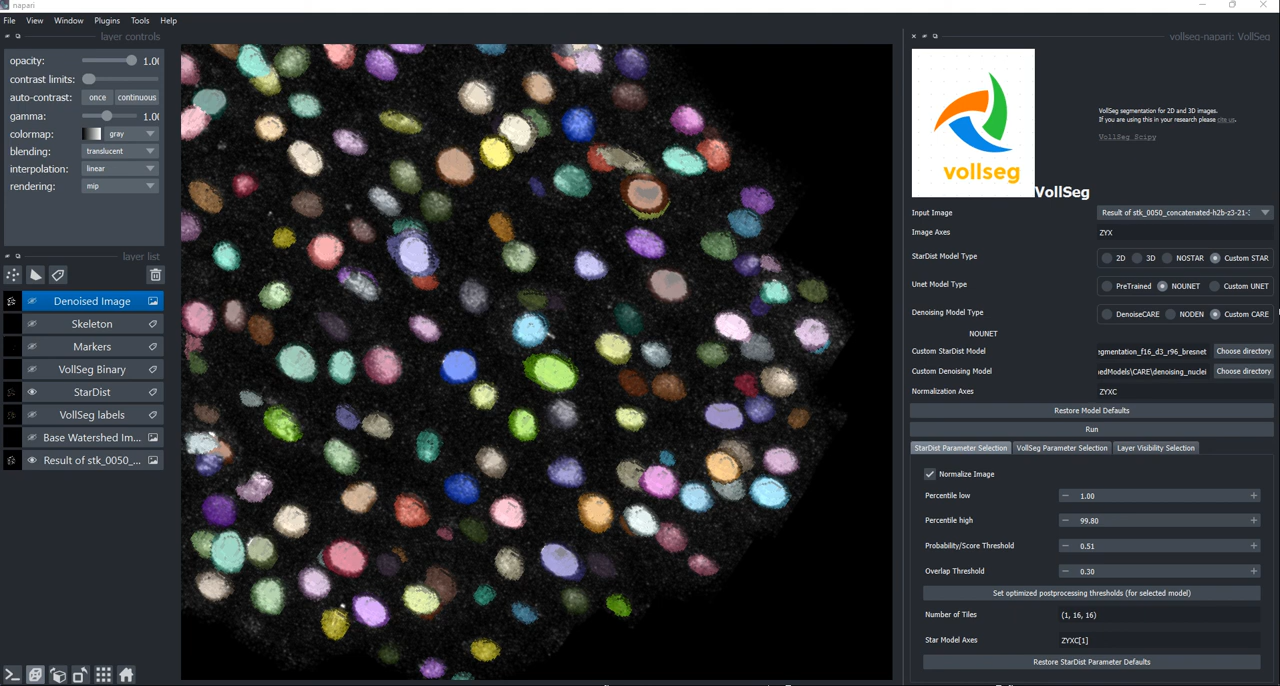 napari
File View Window Plugins Tools Help
layer controls
opacity: 1.0(
contrast limits:
auto-contrast: once continuous
gamma: 1.0(
colormap: gray
blending: translucent
interpolation: linear
rendering: mip
layer list
Denoised Image
Skeleton
Markers
VollSeg Binary
StarDist
VollSeg labels
Base Watershed Im...
Result of stk_0050_...
vollseg-napari: VollSeg
vollseg
VollSeg
VollSeg segmentation for 2D and 3D images.
If you are using this in your research please cite us.
VollSeg Scipy
Input Image Result of stk_0050_concatenated-h2b-z3-21-:
Image Axes ZYX
StarDist Model Type 2D 3D NOSTAR Custom STAR
Unet Model Type PreTrained NOUNET Custom UNET
Denoising Model Type DenoiseCARE NODEN Custom CARE
NOUNET
Custom StarDist Model egmentation_f16_d3_r96_bresnet Choose directory
Custom Denoising Model edModels\CARE\denoising_nuclei Choose directory
Normalization Axes ZYXC
Restore Model Defaults
Run
StarDist Parameter Selection VollSeg Parameter Selection Layer Visibility Selection
Normalize Image
Percentile low − 1.00 +
Percentile high − 99.80 +
Probability/Score Threshold − 0.51 +
Overlap Threshold − 0.30 +
Set optimized postprocessing thresholds (for selected model)
Number of Tiles (1, 16, 16)
Star Model Axes ZYXC[1]
Restore StarDist Parameter Defaults